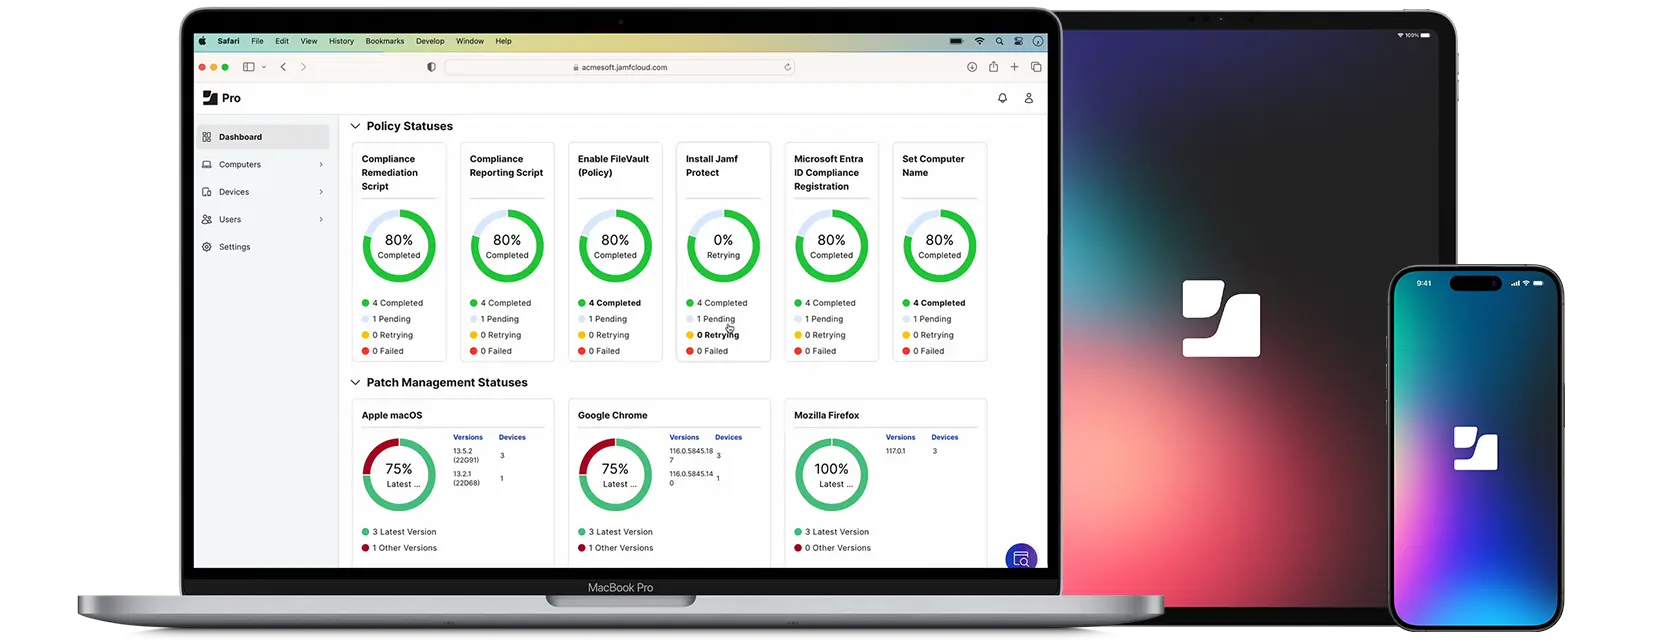 Safari File Edit View History Bookmarks Develop Window Help
acmesoft.jamfcloud.com
100%
Pro
Dashboard
Computers
Devices
Users
Settings
Policy Statuses
Compliance
Remediation
Script
80%
Completed
4 Completed
1 Pending
0 Retrying
0 Failed
Compliance
Reporting Script
80%
Completed
4 Completed
1 Pending
0 Retrying
0 Failed
Enable FileVault
(Policy)
80%
Completed
4 Completed
1 Pending
0 Retrying
0 Failed
Install Jamf
Protect
0%
Retrying
4 Completed
1 Pending
0 Retrying
0 Failed
Microsoft Entra
ID Compliance
Registration
80%
Completed
4 Completed
1 Pending
0 Retrying
0 Failed
Set Computer
Name
80%
Completed
4 Completed
1 Pending
0 Retrying
0 Failed
Patch Management Statuses
Apple macOS
Versions Devices
13.5.2
(22G91) 3
13.2.1
(22D68) 1
75%
Latest ...
3 Latest Version
1 Other Versions
Google Chrome
Versions Devices
116.0.5845.18
7 3
116.0.5845.14
0 1
75%
Latest ...
3 Latest Version
1 Other Versions
Mozilla Firefox
Versions Devices
117.0.1 3
100%
Latest ...
3 Latest Version
0 Other Versions
MacBook Pro
9:41